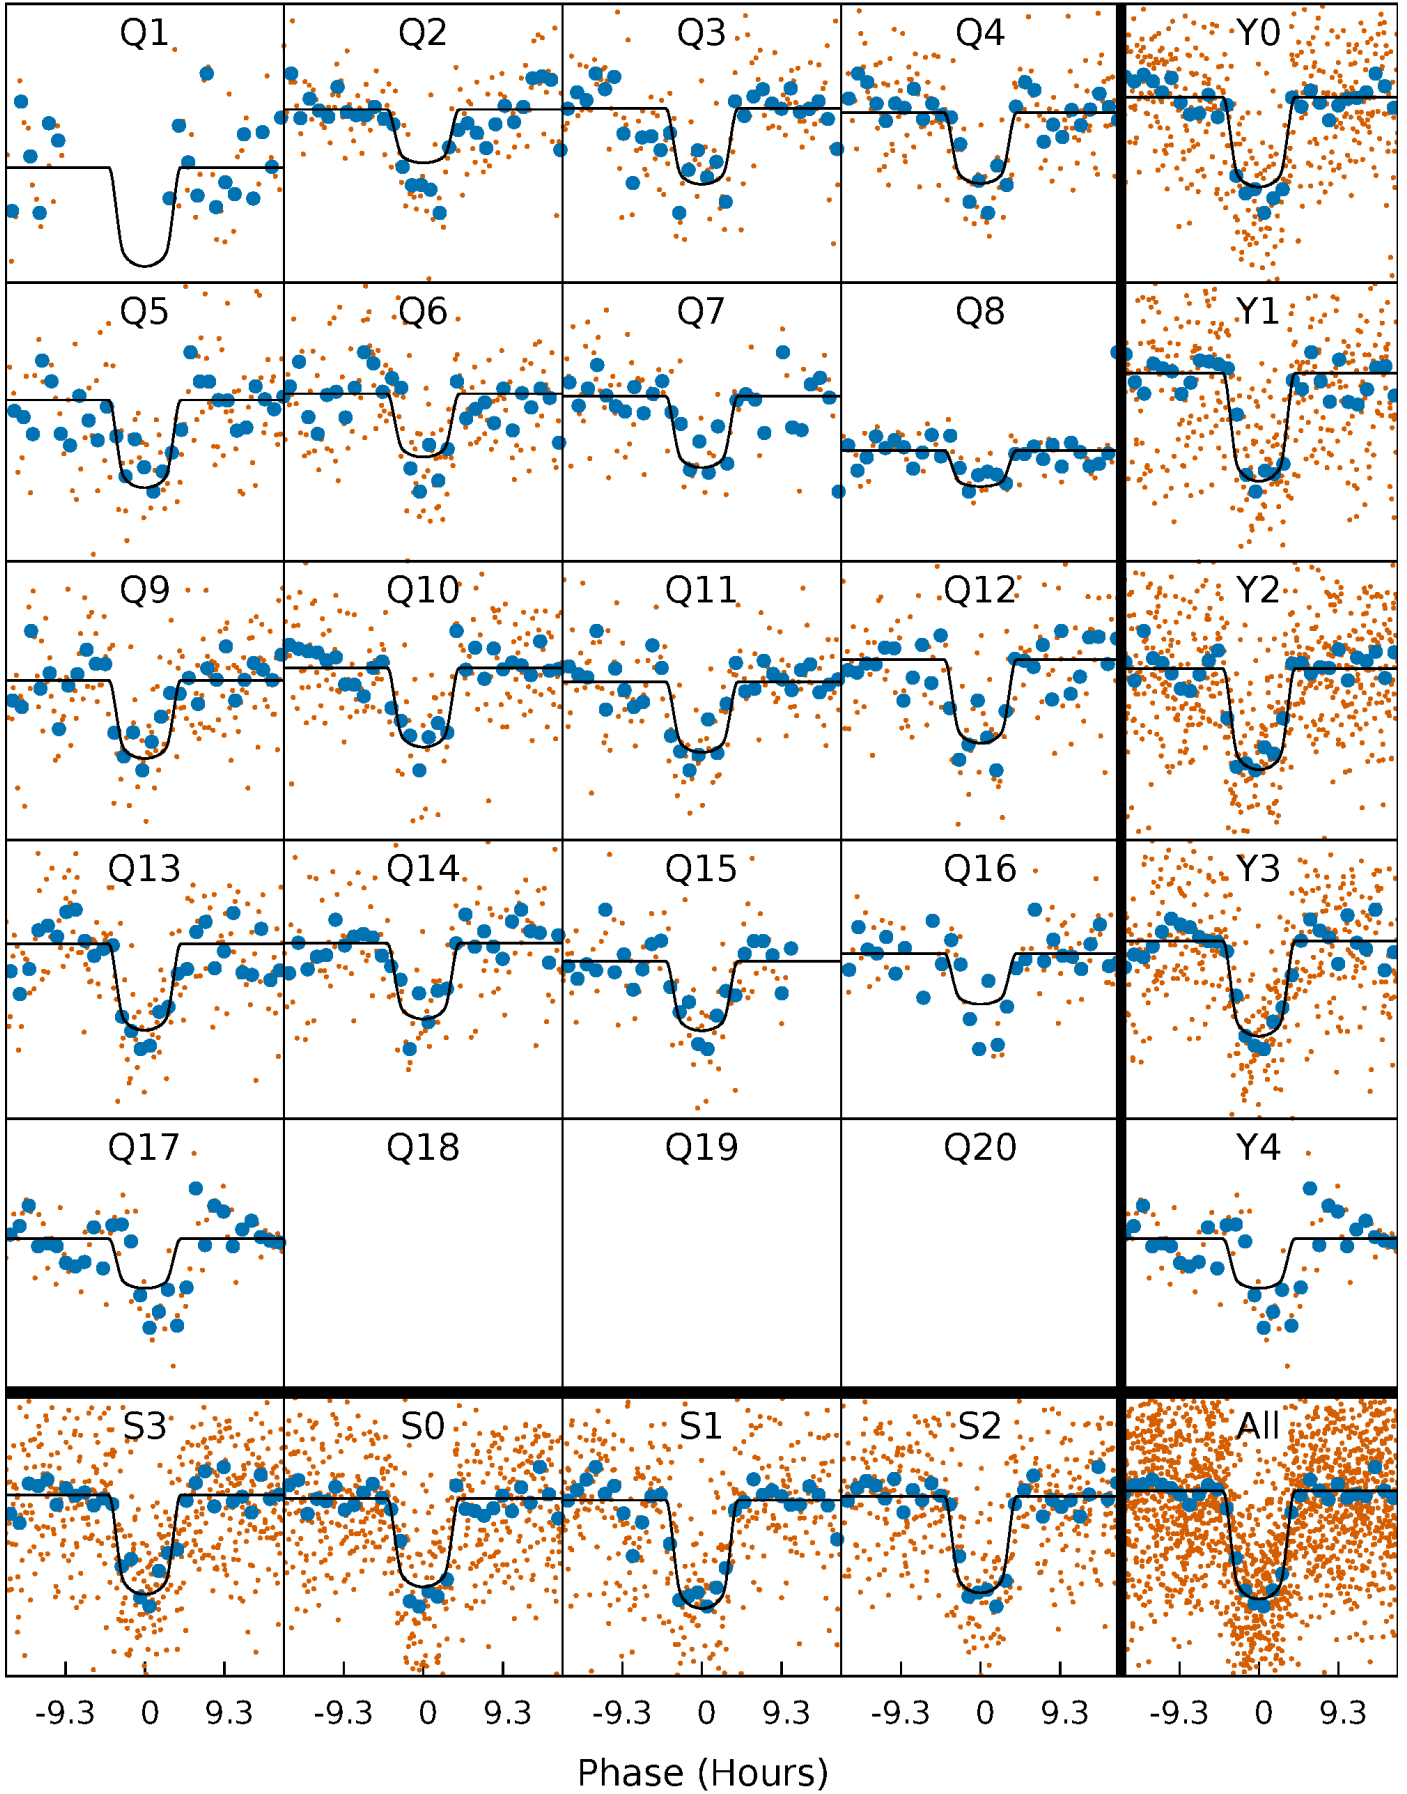 Q1 Q2 Q3 Q4 Y0
Q5 Q6 Q7 Q8 Y1
Q9 Q10 Q11 Q12 Y2
Q13 Q14 Q15 Q16 Y3
Q17 Q18 Q19 Q20 Y4
S3 S0 S1 S2 All
-9.3 0 9.3 -9.3 0 9.3 -9.3 0 9.3 -9.3 0 9.3 -9.3 0 9.3
Phase (Hours)